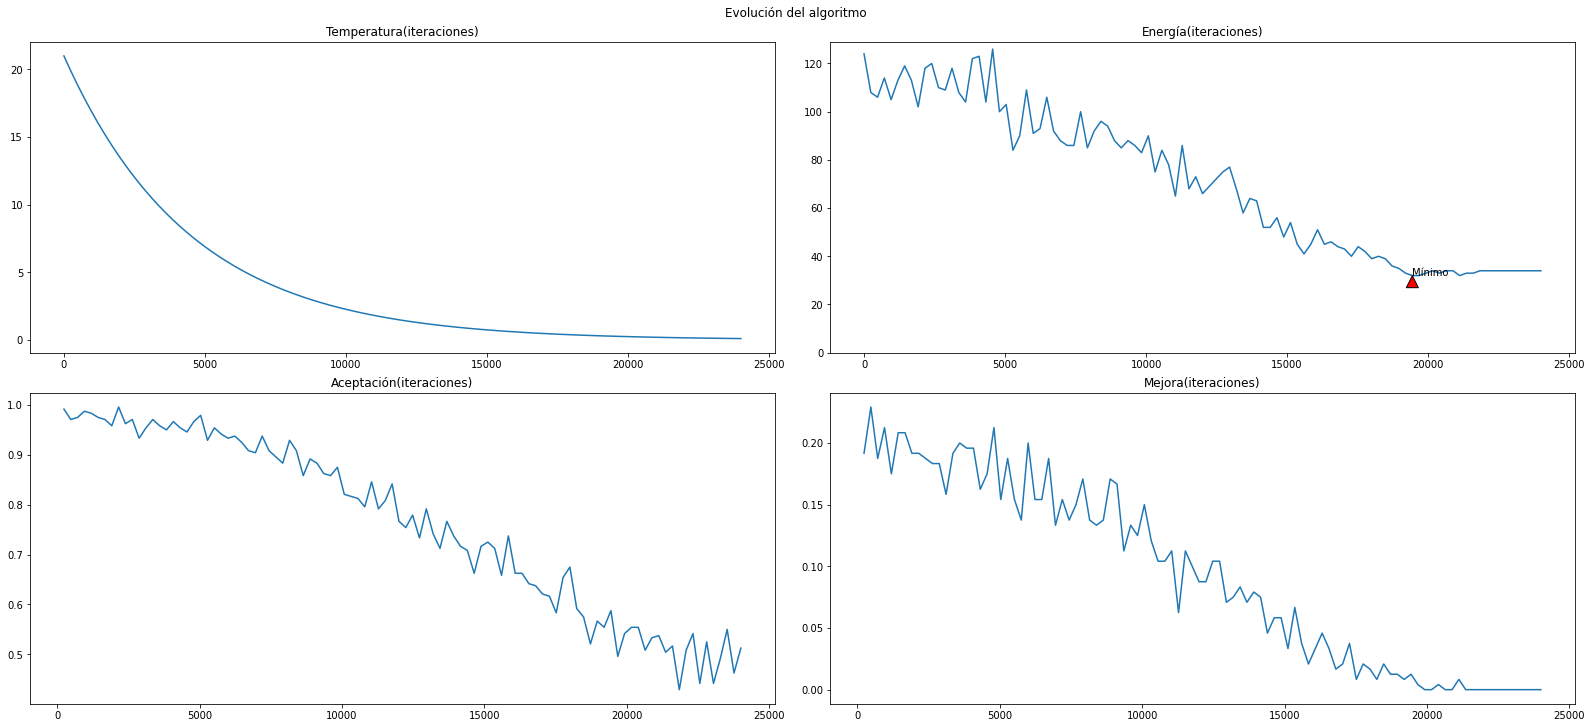 Evolución del algoritmo
Temperatura(iteraciones)
20
15
10
5
0
0 5000 10000 15000 20000 25000
Energía(iteraciones)
120
100
80
60
40
20
0
Mínimo
0 5000 10000 15000 20000 25000
Aceptación(iteraciones)
1.0
0.9
0.8
0.7
0.6
0.5
0 5000 10000 15000 20000 25000
Mejora(iteraciones)
0.20
0.15
0.10
0.05
0.00
0 5000 10000 15000 20000 25000